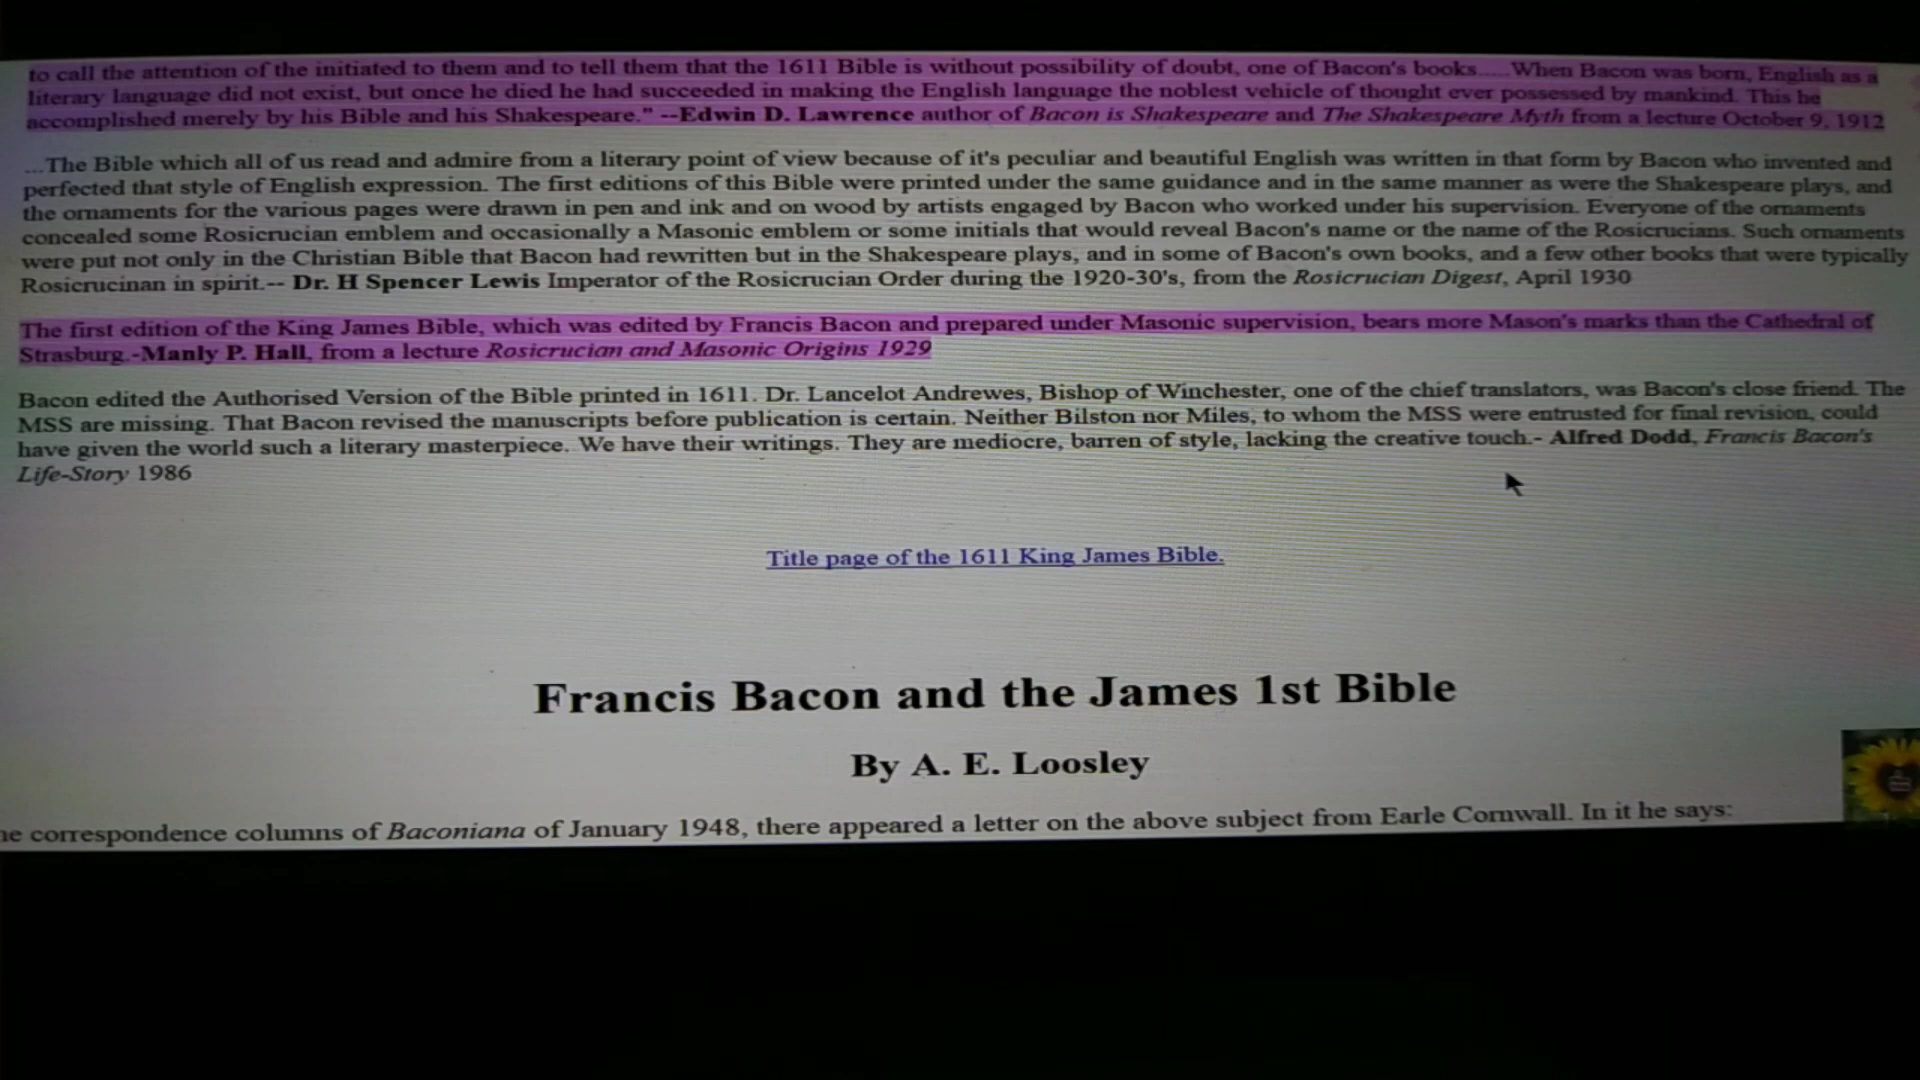 to call the attention of the initiated to them and to tell them that the 1611 Bible is without possibility of doubt, one of Bacon's books.....When Bacon was born, English as a
literary language did not exist, but once he died he had succeeded in making the English language the noblest vehicle of thought ever possessed by mankind. This he
accomplished merely by his Bible and his Shakespeare." --Edwin D. Lawrence author of Bacon is Shakespeare and The Shakespeare Myth from a lecture October 9, 1912
...The Bible which all of us read and admire from a literary point of view because of it's peculiar and beautiful English was written in that form by Bacon who invented and
perfected that style of English expression. The first editions of this Bible were printed under the same guidance and in the same manner as were the Shakespeare plays, and
the ornaments for the various pages were drawn in pen and ink and on wood by artists engaged by Bacon who worked under his supervision. Everyone of the ornaments
concealed some Rosicrucian emblem and occasionally a Masonic emblem or some initials that would reveal Bacon's name or the name of the Rosicrucians. Such ornaments
were put not only in the Christian Bible that Bacon had rewritten but in the Shakespeare plays, and in some of Bacon's own books, and a few other books that were typically
Rosicrucinan in spirit.-- Dr. H Spencer Lewis Imperator of the Rosicrucian Order during the 1920-30's, from the Rosicrucian Digest, April 1930
The first edition of the King James Bible, which was edited by Francis Bacon and prepared under Masonic supervision, bears more Mason's marks than the Cathedral of
Strasburg.-Manly P. Hall, from a lecture Rosicrucian and Masonic Origins 1929
Bacon edited the Authorised Version of the Bible printed in 1611. Dr. Lancelot Andrewes, Bishop of Winchester, one of the chief translators, was Bacon's close friend. The
MSS are missing. That Bacon revised the manuscripts before publication is certain. Neither Bilston nor Miles, to whom the MSS were entrusted for final revision, could
have given the world such a literary masterpiece. We have their writings. They are mediocre, barren of style, lacking the creative touch.- Alfred Dodd, Francis Bacon's
Life-Story 1986
Title page of the 1611 King James Bible.
Francis Bacon and the James 1st Bible
By A. E. Loosley
he correspondence columns of Baconiana of January 1948, there appeared a letter on the above subject from Earle Cornwall. In it he says: